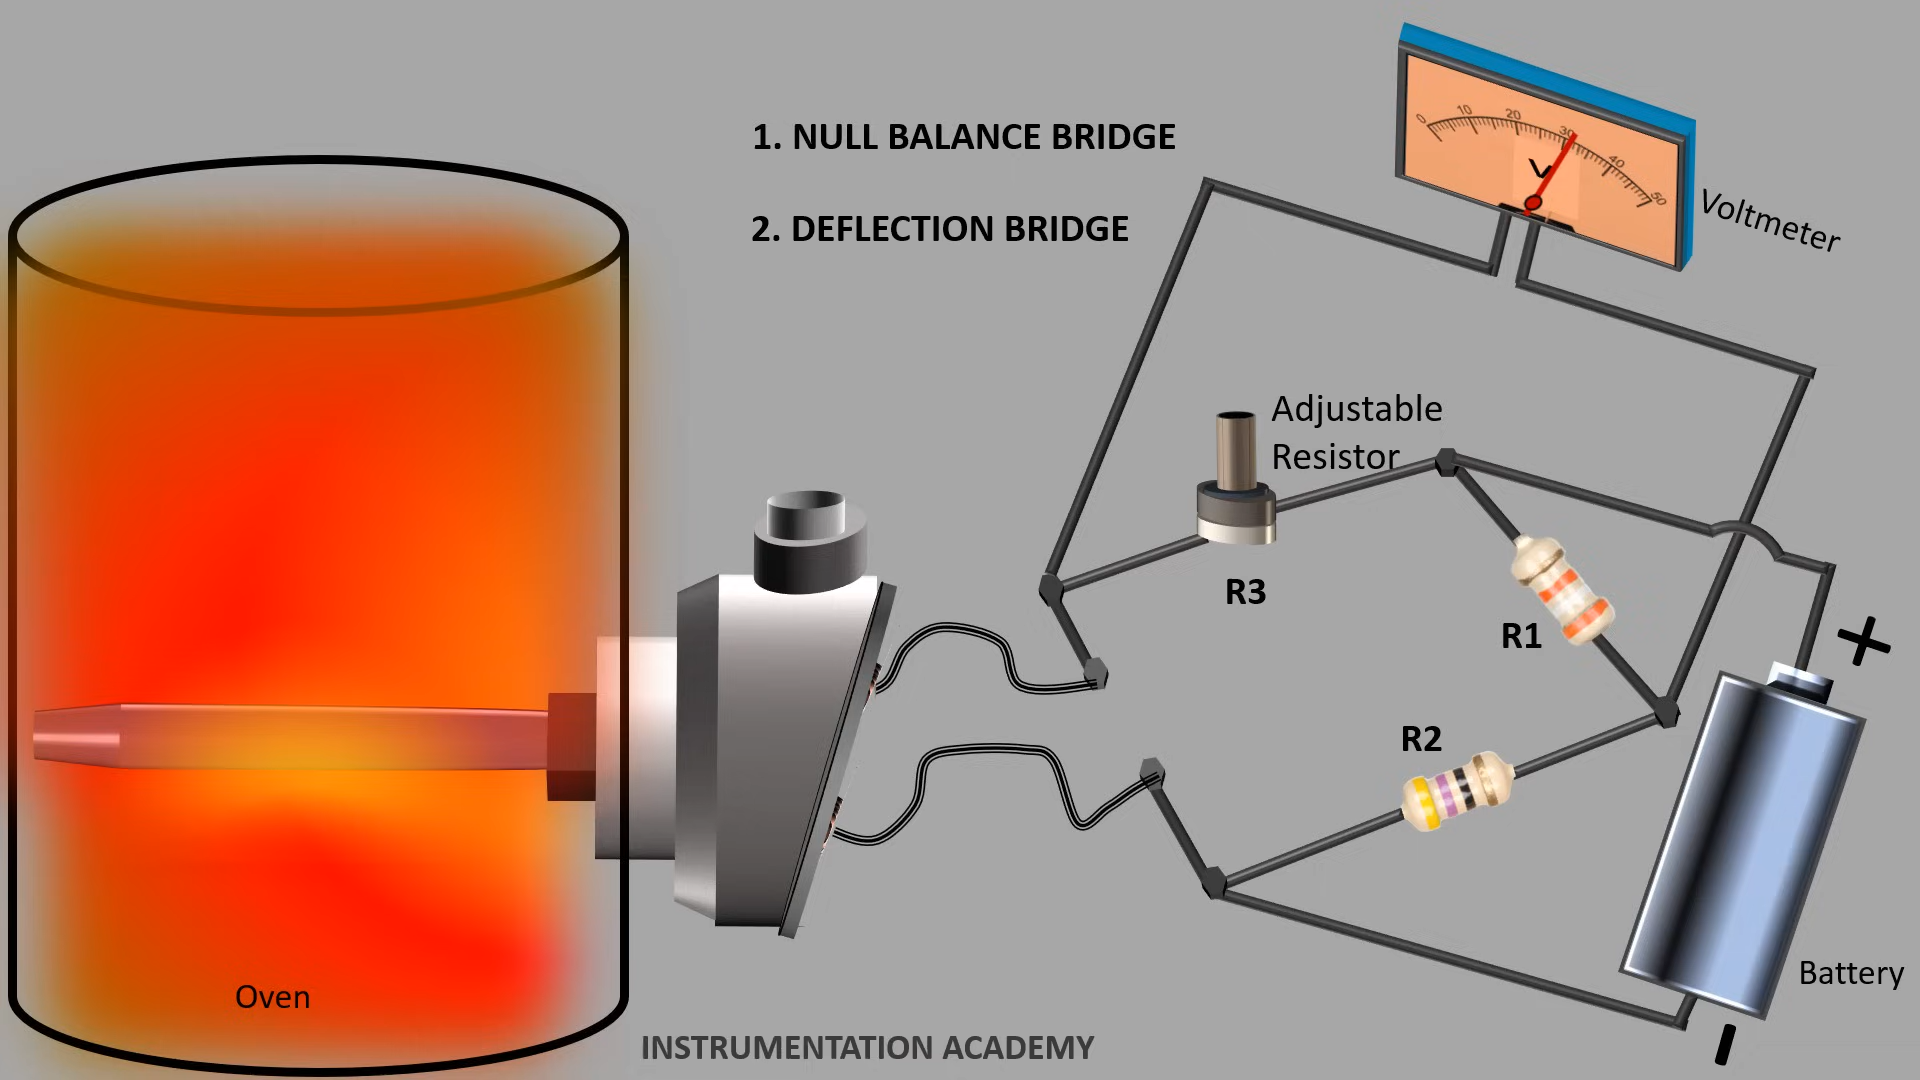 1. NULL BALANCE BRIDGE
2. DEFLECTION BRIDGE
0 10 20 30 40 50
V
Voltmeter
Adjustable
Resistor
R3
R1
R2
+
Battery
-
Oven
INSTRUMENTATION ACADEMY